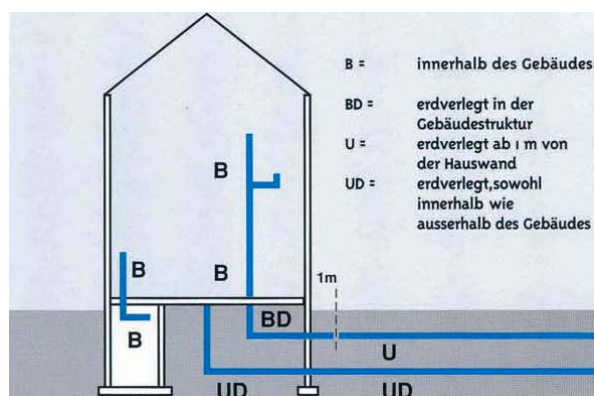 B = innerhalb des Gebäudes
BD = erdverlegt in der
Gebäudestruktur
U = erdverlegt ab 1 m von
der Hauswand
UD = erdverlegt,sowohl
innerhalb wie
ausserhalb des Gebäudes
B
B
B
1m
BD
B
U
UD
UD